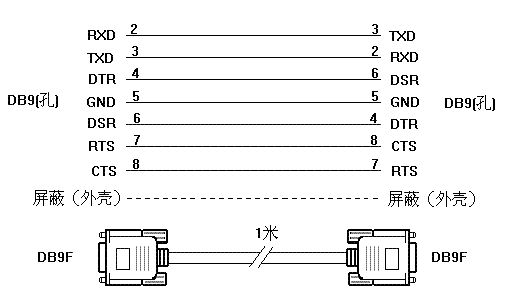 RXD 2 3 TXD
TXD 3 2 RXD
DTR 4 6 DSR
DB9(孔) GND 5 5 GND DB9(孔)
DSR 6 4 DTR
RTS 7 8 CTS
CTS 8 7 RTS
屏蔽（外壳） 屏蔽（外壳）
1米
DB9F DB9F